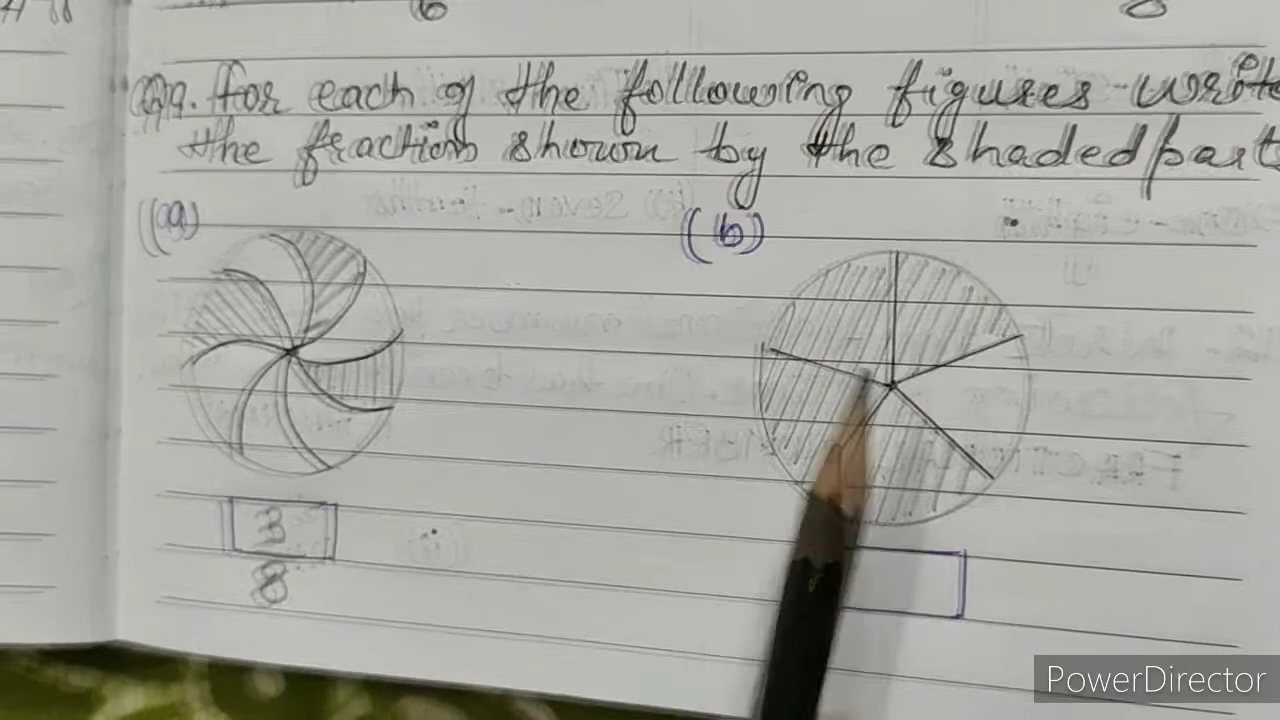 Q9. for each of the following figures write
the fraction shown by the shaded part
(a) (b)
3
8
PowerDirector